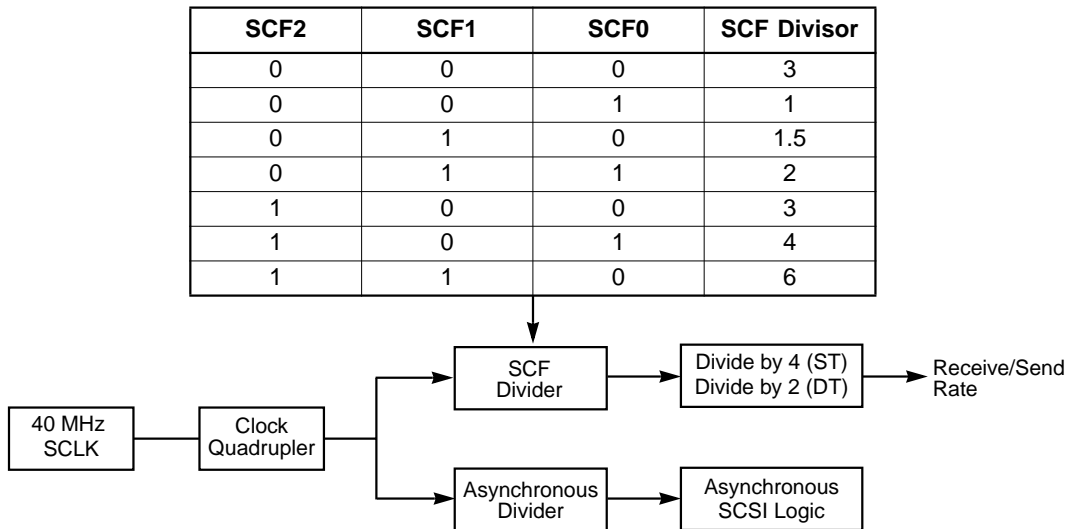 SCF2 SCF1 SCF0 SCF Divisor
0 0 0 3
0 0 1 1
0 1 0 1.5
0 1 1 2
1 0 0 3
1 0 1 4
1 1 0 6
SCF
Divider
Divide by 4 (ST)
Divide by 2 (DT)
Receive/Send
Rate
40 MHz
SCLK
Clock
Quadrupler
Asynchronous
Divider
Asynchronous
SCSI Logic